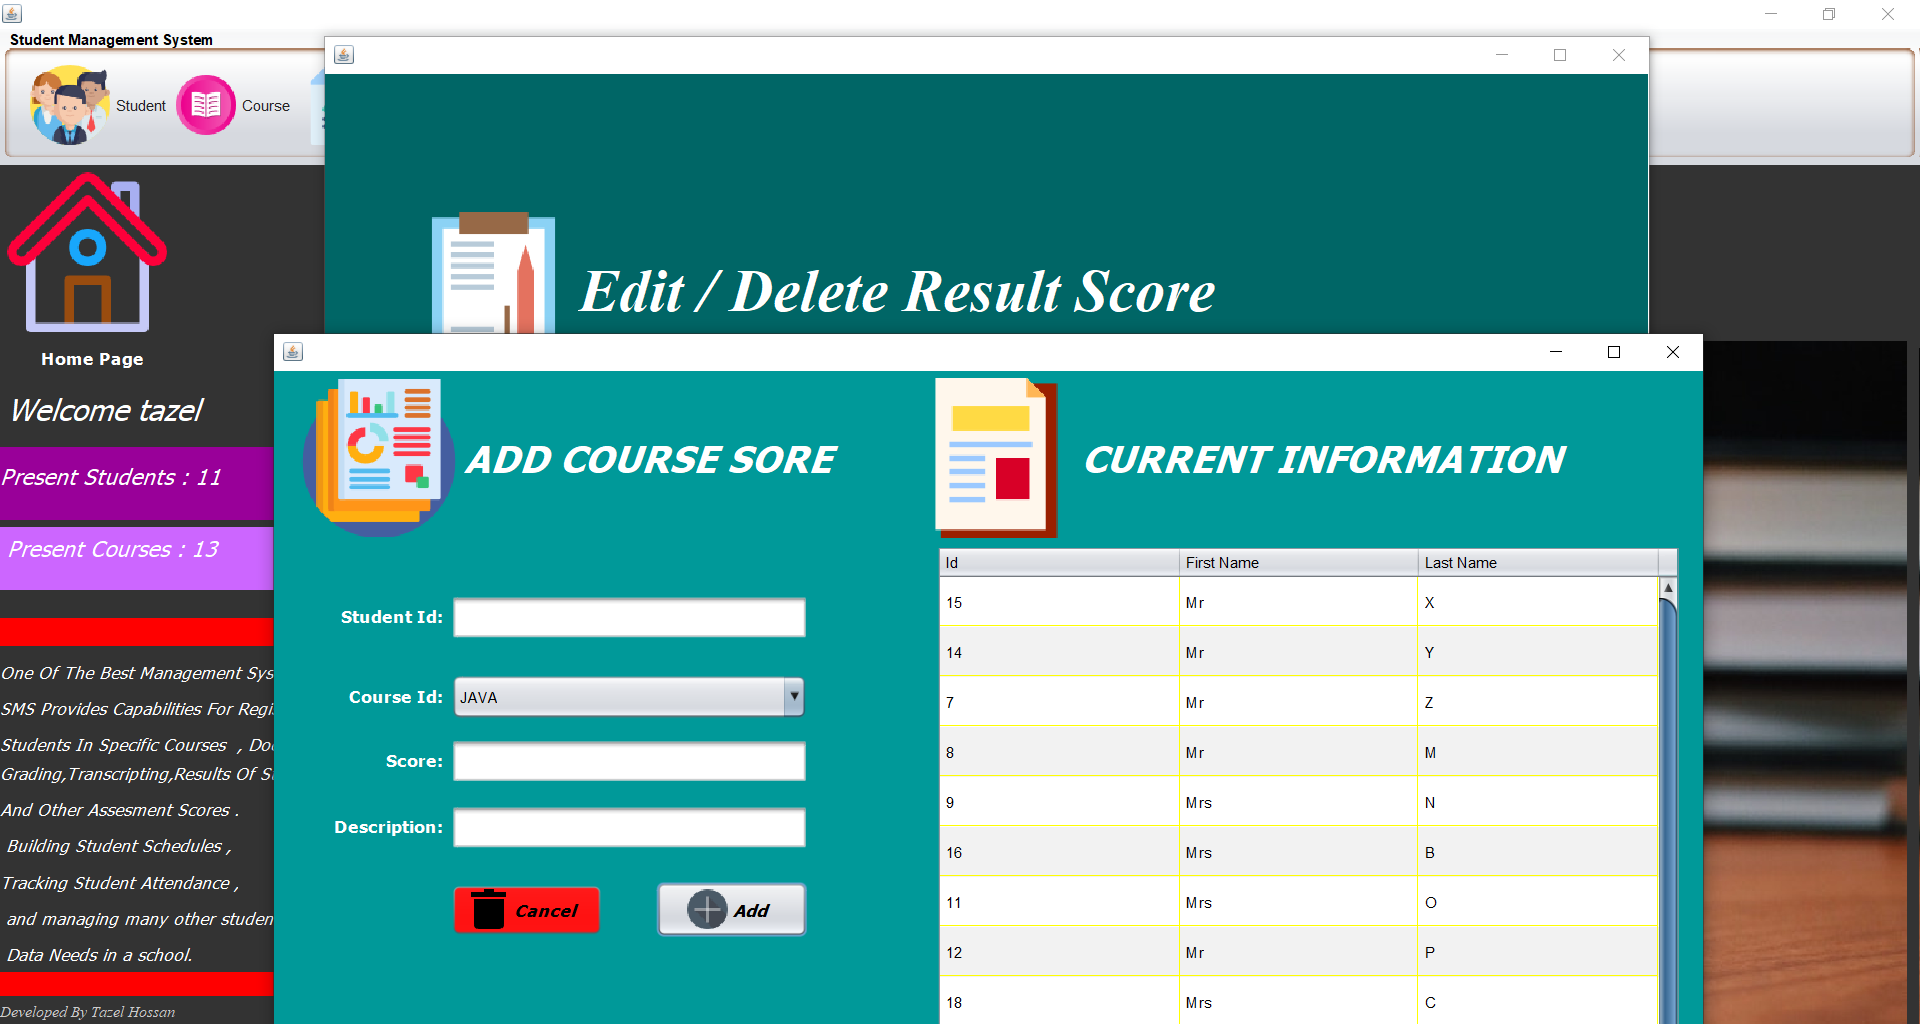 Student Management System
Student
Course
Home Page
Welcome tazel
Present Students : 11
Present Courses : 13
One Of The Best Management Sys
SMS Provides Capabilities For Regi
Students In Specific Courses , Do
Grading,Transcripting,Results Of S
And Other Assesment Scores .
Building Student Schedules ,
Tracking Student Attendance ,
and managing many other studen
Data Needs in a school.
Developed By Tazel Hossan
Edit / Delete Result Score
ADD COURSE SORE
Student Id:
Course Id: JAVA
Score:
Description:
Cancel Add
CURRENT INFORMATION
Id First Name Last Name
15 Mr X
14 Mr Y
7 Mr Z
8 Mr M
9 Mrs N
16 Mrs B
11 Mrs O
12 Mr P
18 Mrs C